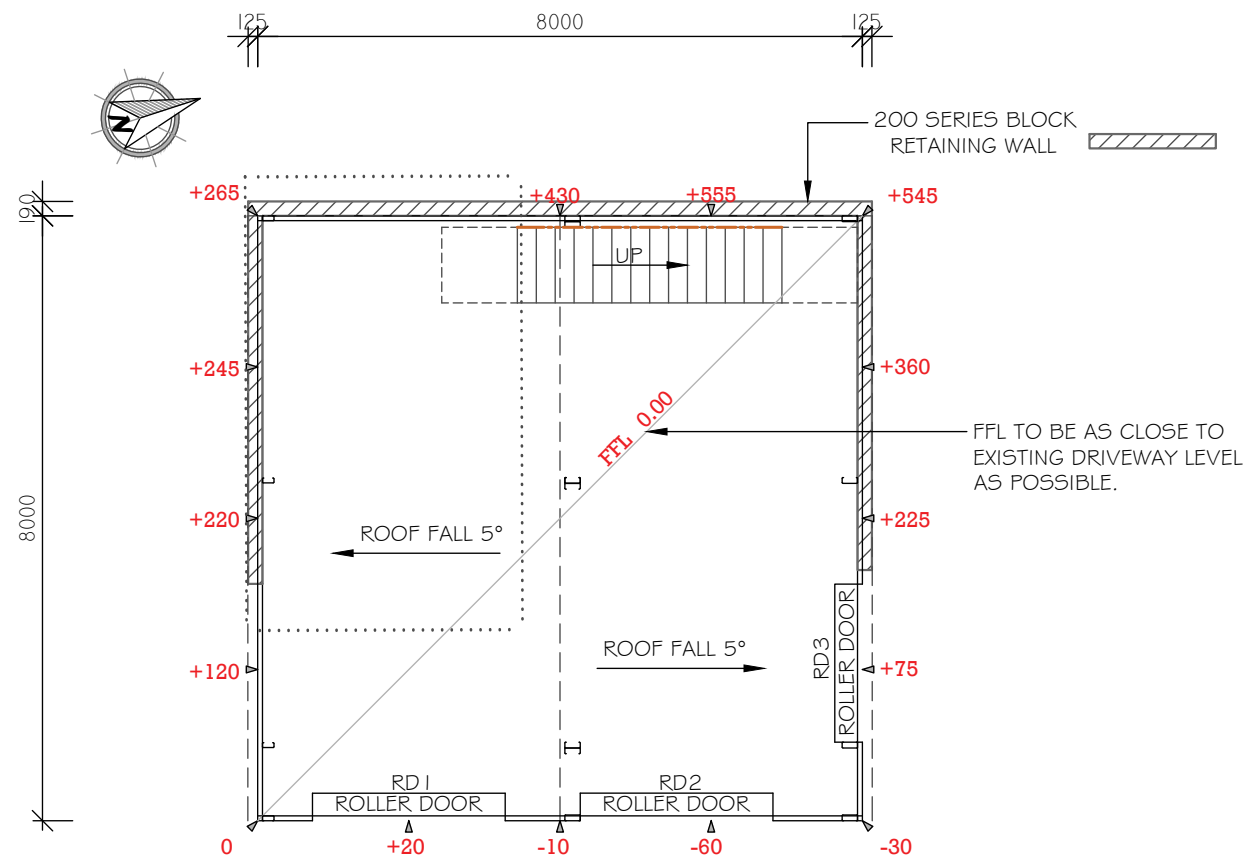 125
8000
125
N
200 SERIES BLOCK
RETAINING WALL
190
+265
+430
+555
+545
UP
+245
+360
FFL 0.00
FFL TO BE AS CLOSE TO
EXISTING DRIVEWAY LEVEL
AS POSSIBLE.
8000
+220
+225
ROOF FALL 5°
ROOF FALL 5°
RD3
ROLLER DOOR
+120
+75
RD1
ROLLER DOOR
RD2
ROLLER DOOR
0
+20
-10
-60
-30